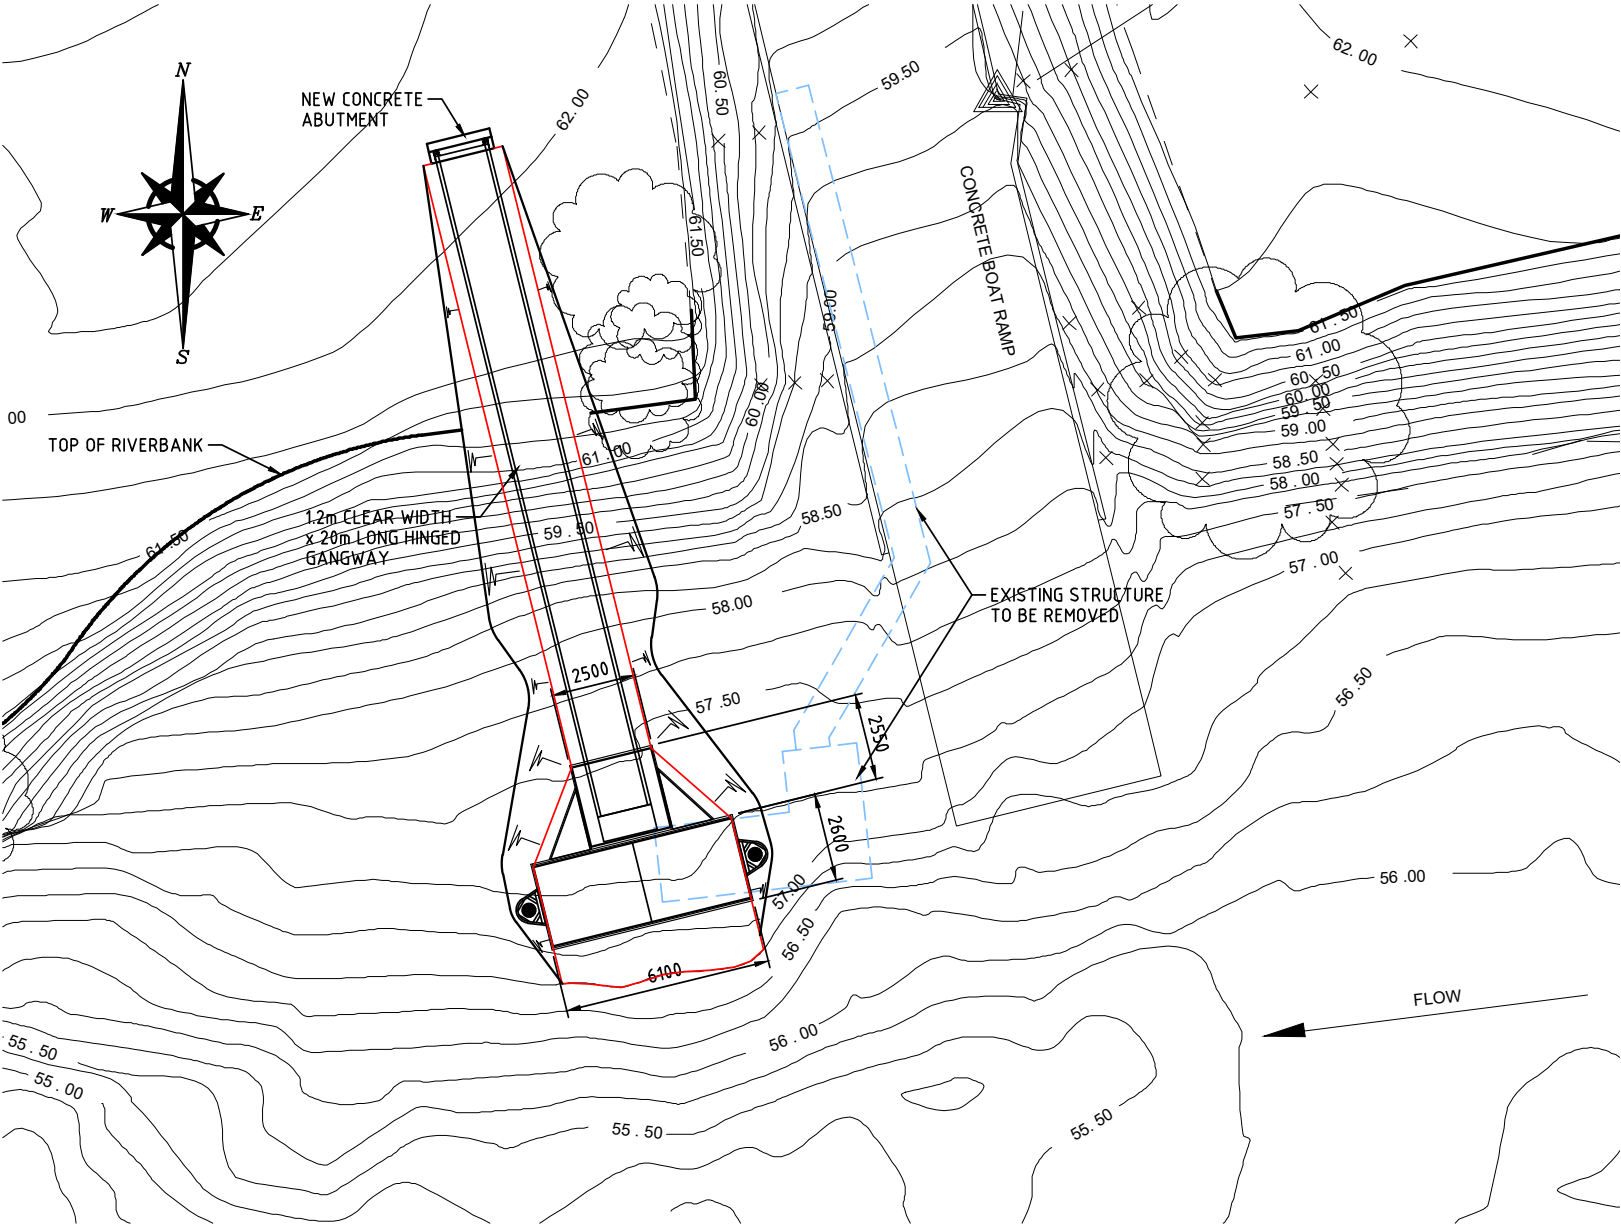 N
W
E
S
NEW CONCRETE
ABUTMENT
62.00
60.50
59.50
62.00
61.50
CONCRETE BOAT RAMP
59.00
61.50
61.00
60.50
60.00
59.50
59.00
58.50
58.00
57.50
57.00
00
TOP OF RIVERBANK
60.00
61.00
61.50
1.2m CLEAR WIDTH
x 20m LONG HINGED
GANGWAY
59.50
58.50
58.00
EXISTING STRUCTURE
TO BE REMOVED
2500
57.50
2550
56.50
2600
57.00
56.00
56.50
6100
FLOW
56.00
55.50
55.00
55.50
55.50